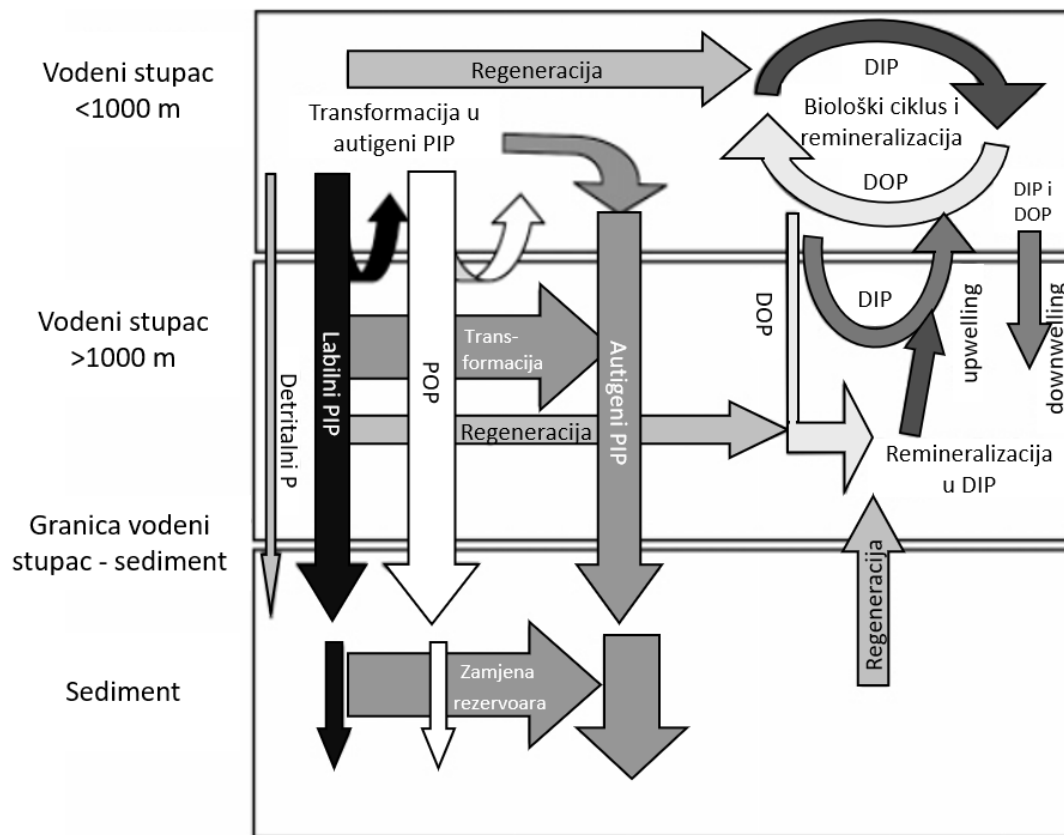 Vodeni stupac
<1000 m
Regeneracija
DIP
Biološki ciklus i
remineralizacija
DOP
Transformacija u
autigeni PIP
DIP i
DOP
Vodeni stupac
>1000 m
Detritalni P
Labilni PIP
POP
Trans-
formacija
Autigeni PIP
Regeneracija
DOP
DIP
upwelling
downwelling
Remineralizacija
u DIP
Granica vodeni
stupac - sediment
Regeneracija
Sediment
Zamjena
rezervoara